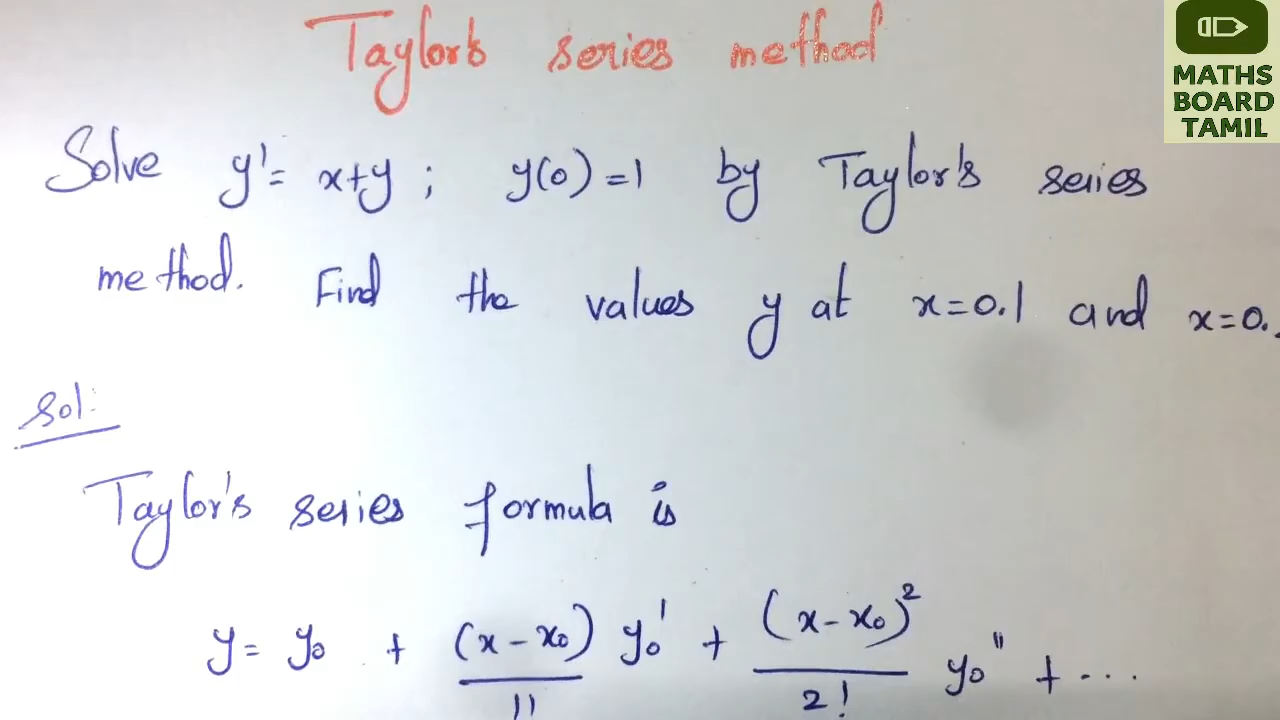 Taylor's series method
MATHS
BOARD
TAMIL
Solve y'= x+y ; y(0)=1 by Taylor's series
method. Find the values y at x=0.1 and x=0.
Sol:
Taylor's series formula is
y= y₀ + (x-x₀)/1! y₀' + (x-x₀)²/2! y₀" + ...